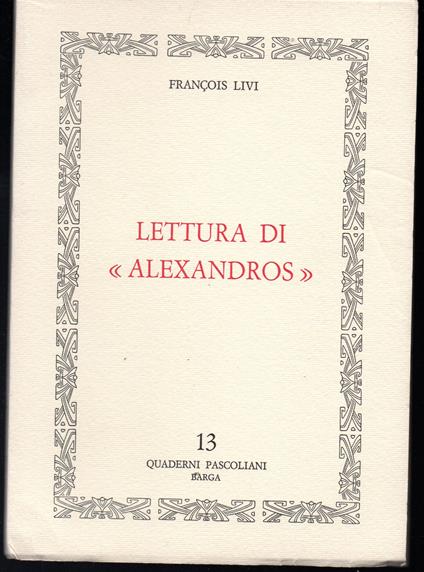 FRANÇOIS LIVI
LETTURA DI
« ALEXANDROS »
13
QUADERNI PASCOLIANI
BARGA